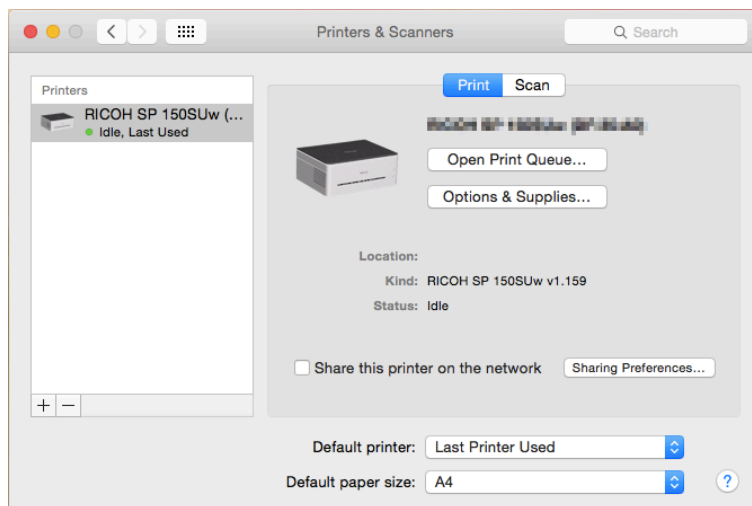 Printers & Scanners
Search
Printers
RICOH SP 150SUw (...
Idle, Last Used
Print
Scan
Open Print Queue...
Options & Supplies...
Location:
Kind: RICOH SP 150SUw v1.159
Status: Idle
Share this printer on the network
Sharing Preferences...
+ −
Default printer: Last Printer Used
Default paper size: A4
?